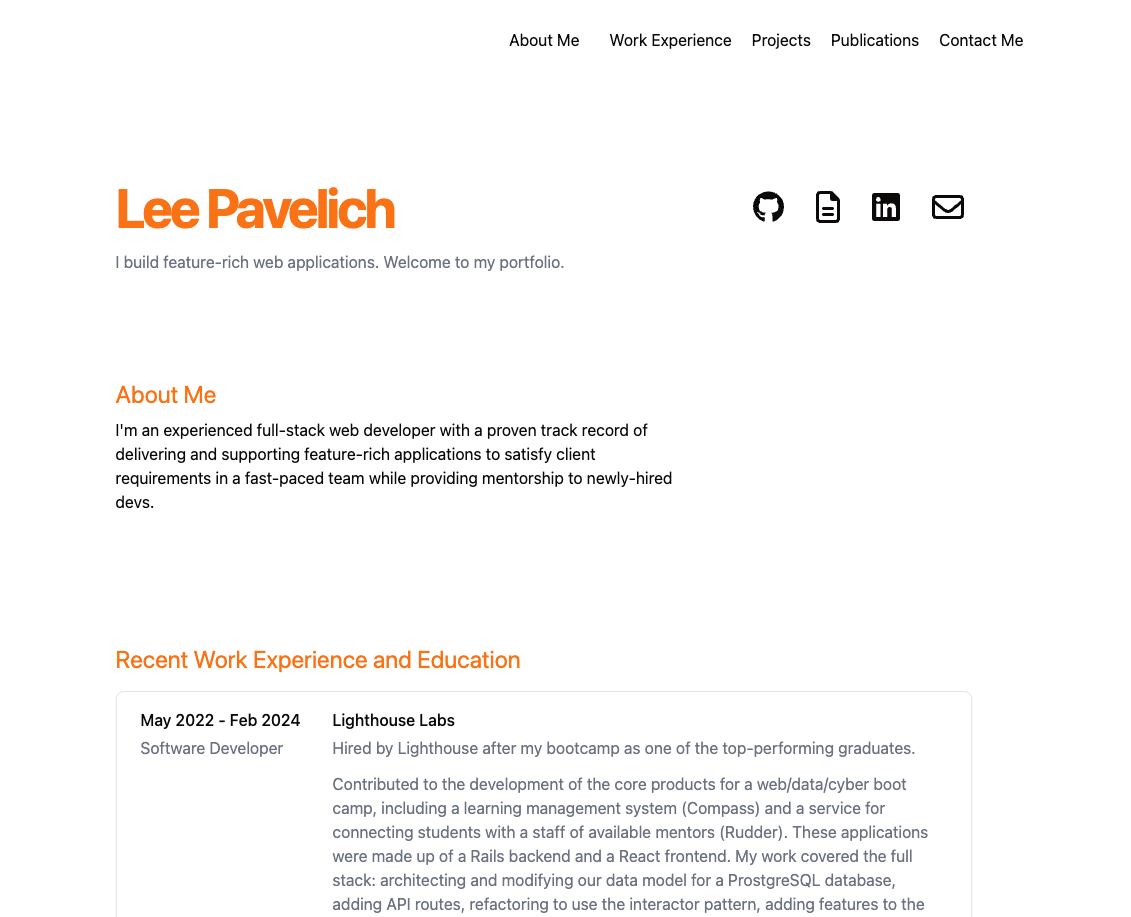 About Me Work Experience Projects Publications Contact Me
Lee Pavelich
I build feature-rich web applications. Welcome to my portfolio.
About Me
I'm an experienced full-stack web developer with a proven track record of
delivering and supporting feature-rich applications to satisfy client
requirements in a fast-paced team while providing mentorship to newly-hired
devs.
Recent Work Experience and Education
May 2022 - Feb 2024 Lighthouse Labs
Software Developer Hired by Lighthouse after my bootcamp as one of the top-performing graduates.
Contributed to the development of the core products for a web/data/cyber boot
camp, including a learning management system (Compass) and a service for
connecting students with a staff of available mentors (Rudder). These applications
were made up of a Rails backend and a React frontend. My work covered the full
stack: architecting and modifying our data model for a ProstgreSQL database,
adding API routes, refactoring to use the interactor pattern, adding features to the